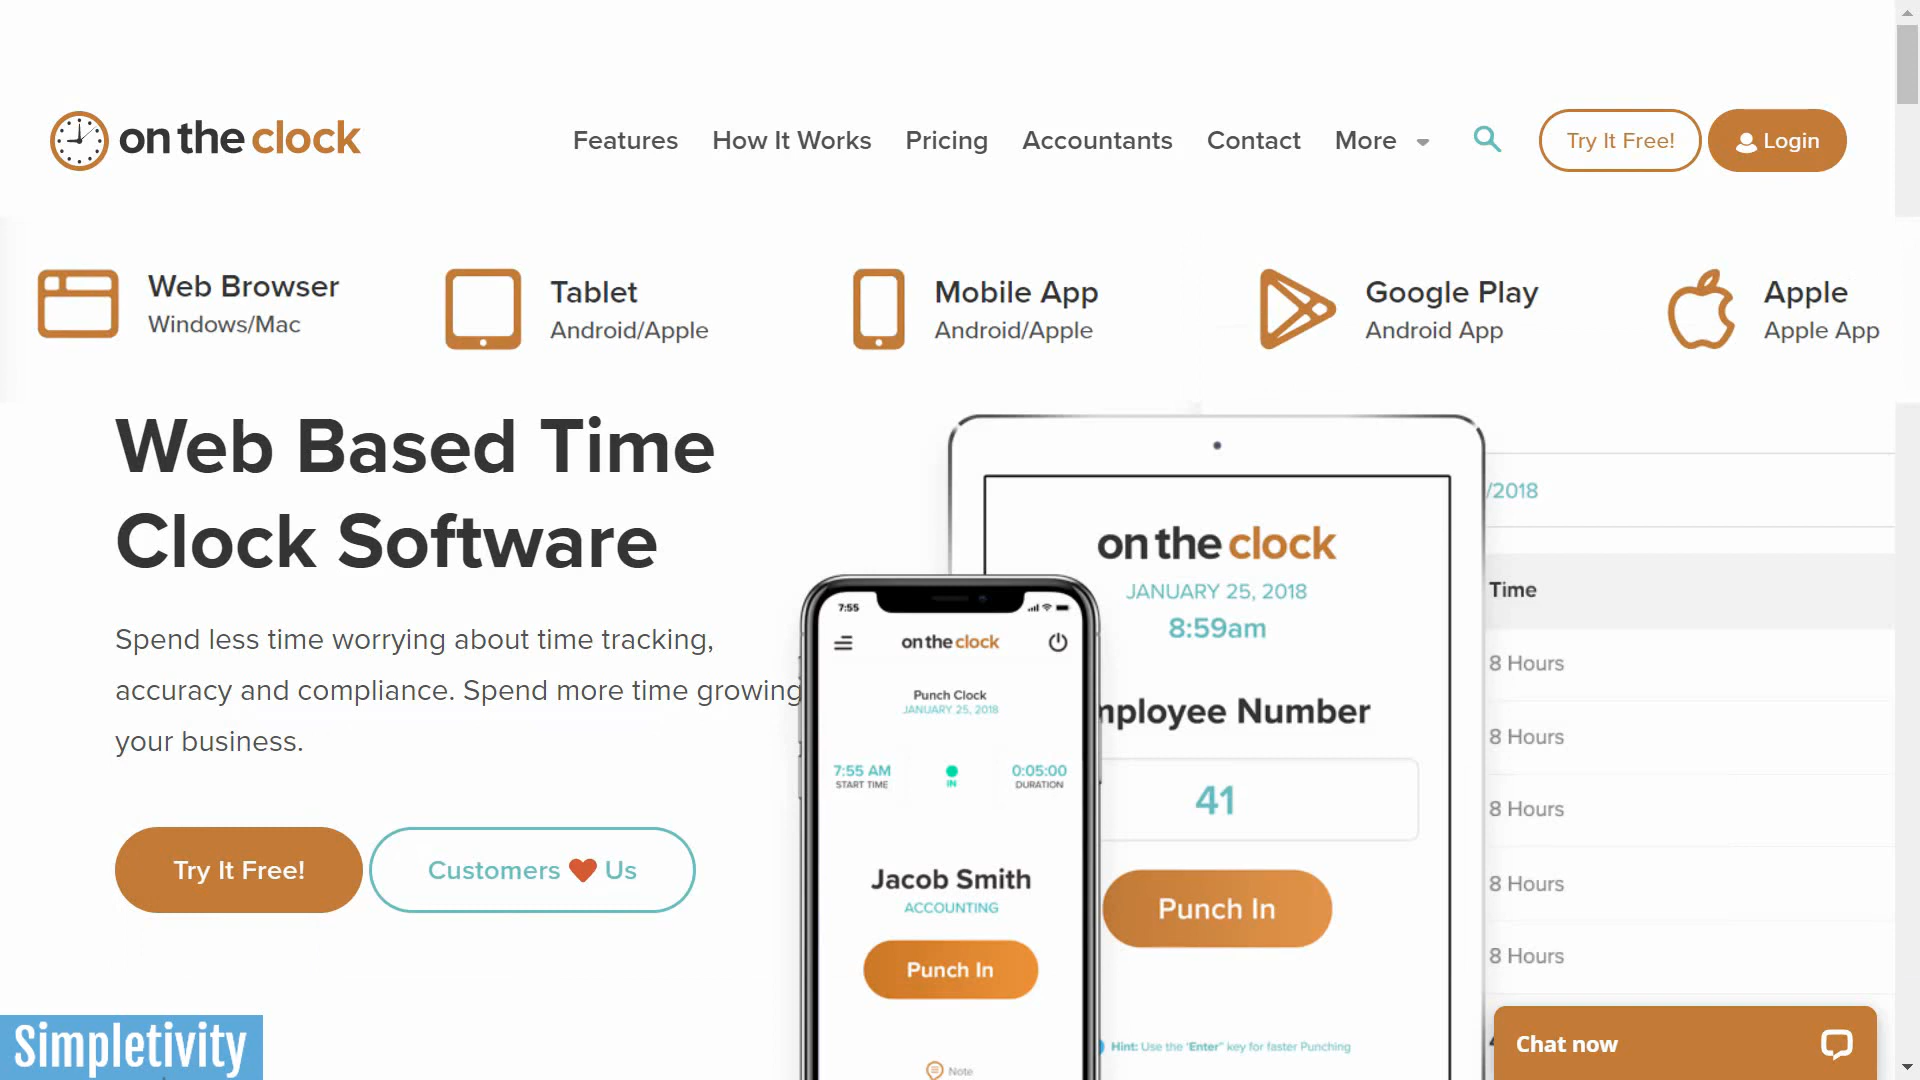 on the clock
Features How It Works Pricing Accountants Contact More Try It Free! Login
Web Browser
Windows/Mac
Tablet
Android/Apple
Mobile App
Android/Apple
Google Play
Android App
Apple
Apple App
Web Based Time
Clock Software
Spend less time worrying about time tracking,
accuracy and compliance. Spend more time growing
your business.
Try It Free!
Customers Us
7:55
on the clock
Punch Clock
JANUARY 25, 2018
7:55 AM
START TIME
IN
0:05:00
DURATION
Jacob Smith
ACCOUNTING
Punch In
Note
on the clock
JANUARY 25, 2018
8:59am
mployee Number
41
Punch In
Hint: Use the "Enter" key for faster Punching
/2018
Time
8 Hours
8 Hours
8 Hours
8 Hours
8 Hours
Chat now
Simpletivity